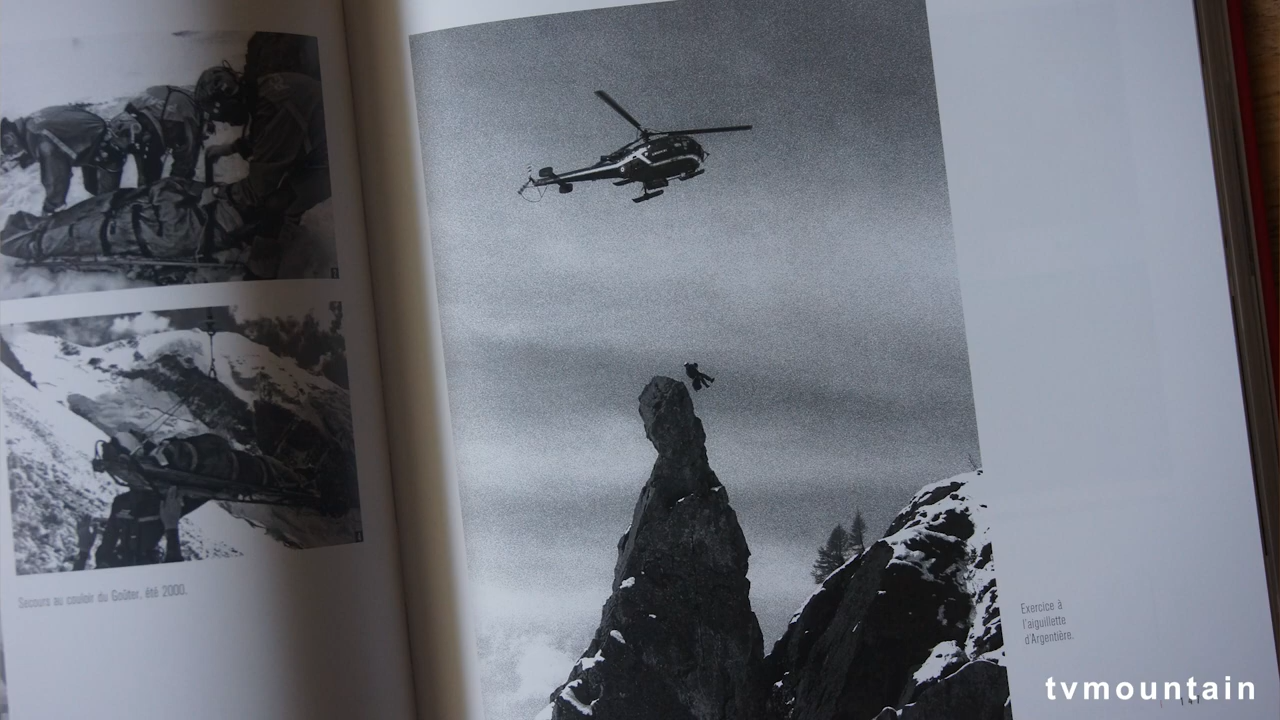 Secours au couloir du Goûter, été 2000.
Exercice à
l'aiguillette
d'Argentière.
tvmountain